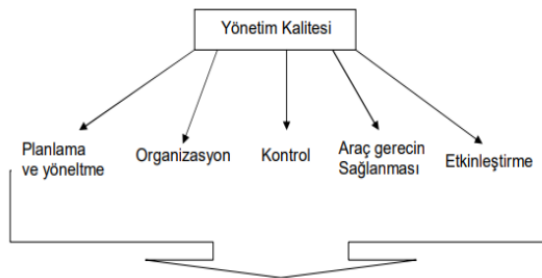 Yönetim Kalitesi
Planlama
ve yöneltme
Organizasyon
Kontrol
Araç gerecin
Sağlanması
Etkinleştirme